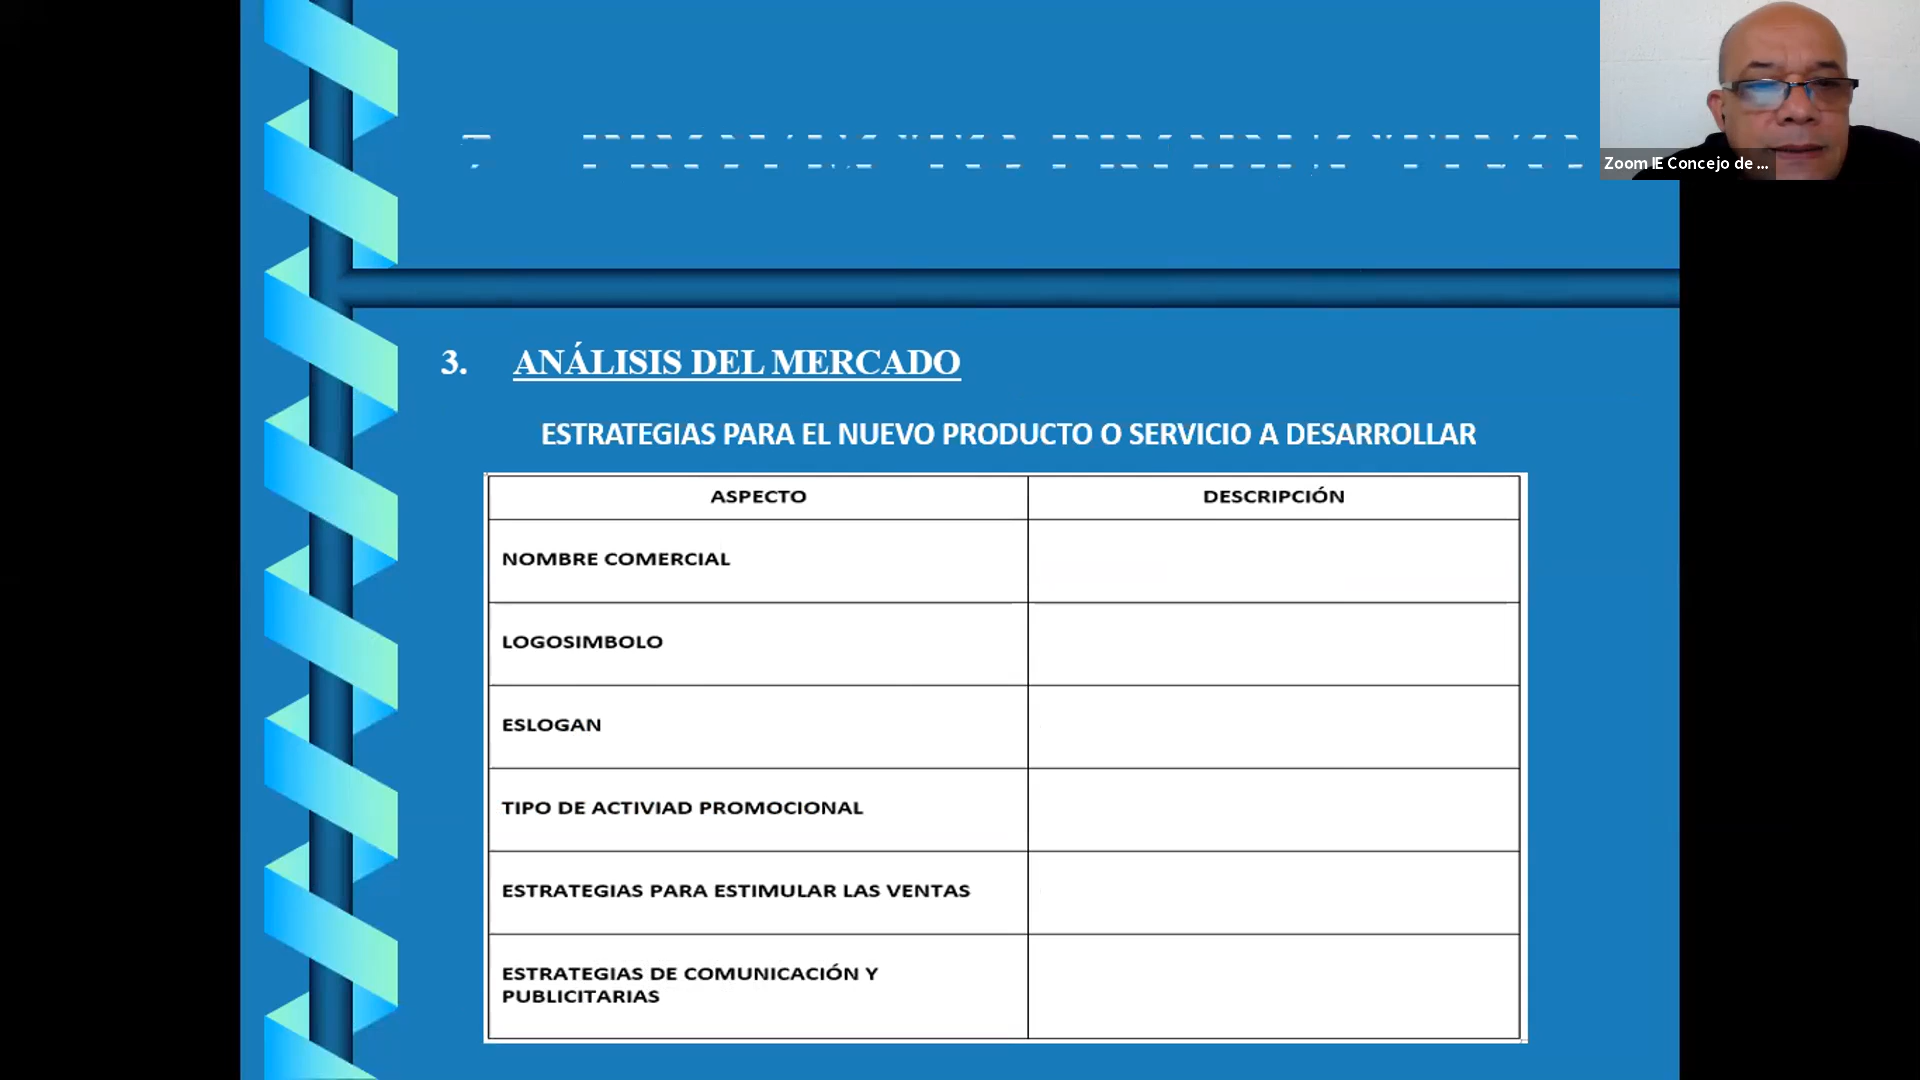 Zoom IE Concejo de ...
3. ANÁLISIS DEL MERCADO
ESTRATEGIAS PARA EL NUEVO PRODUCTO O SERVICIO A DESARROLLAR
ASPECTO DESCRIPCIÓN
NOMBRE COMERCIAL
LOGOSIMBOLO
ESLOGAN
TIPO DE ACTIVIAD PROMOCIONAL
ESTRATEGIAS PARA ESTIMULAR LAS VENTAS
ESTRATEGIAS DE COMUNICACIÓN Y
PUBLICITARIAS